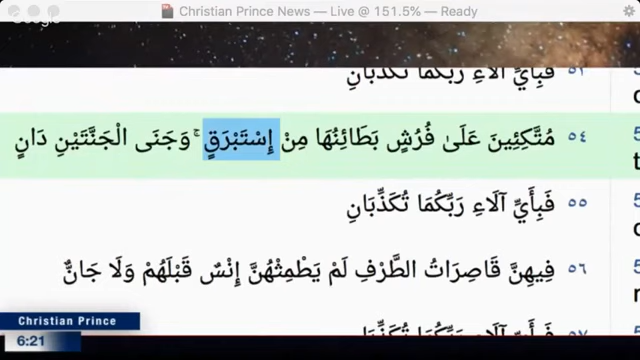 Christian Prince News — Live @ 151.5% — Ready
فَبِأَيِّ آلَاءِ رَبِّكُمَا تُكَذِّبَانِ ٥٣
مُتَّكِئِينَ عَلَىٰ فُرُشٍ بَطَائِنُهَا مِنْ إِسْتَبْرَقٍ ۚ وَجَنَى الْجَنَّتَيْنِ دَانٍ ٥٤
فَبِأَيِّ آلَاءِ رَبِّكُمَا تُكَذِّبَانِ ٥٥
فِيهِنَّ قَاصِرَاتُ الطَّرْفِ لَمْ يَطْمِثْهُنَّ إِنْسٌ قَبْلَهُمْ وَلَا جَانٌّ ٥٦
Christian Prince
6:21